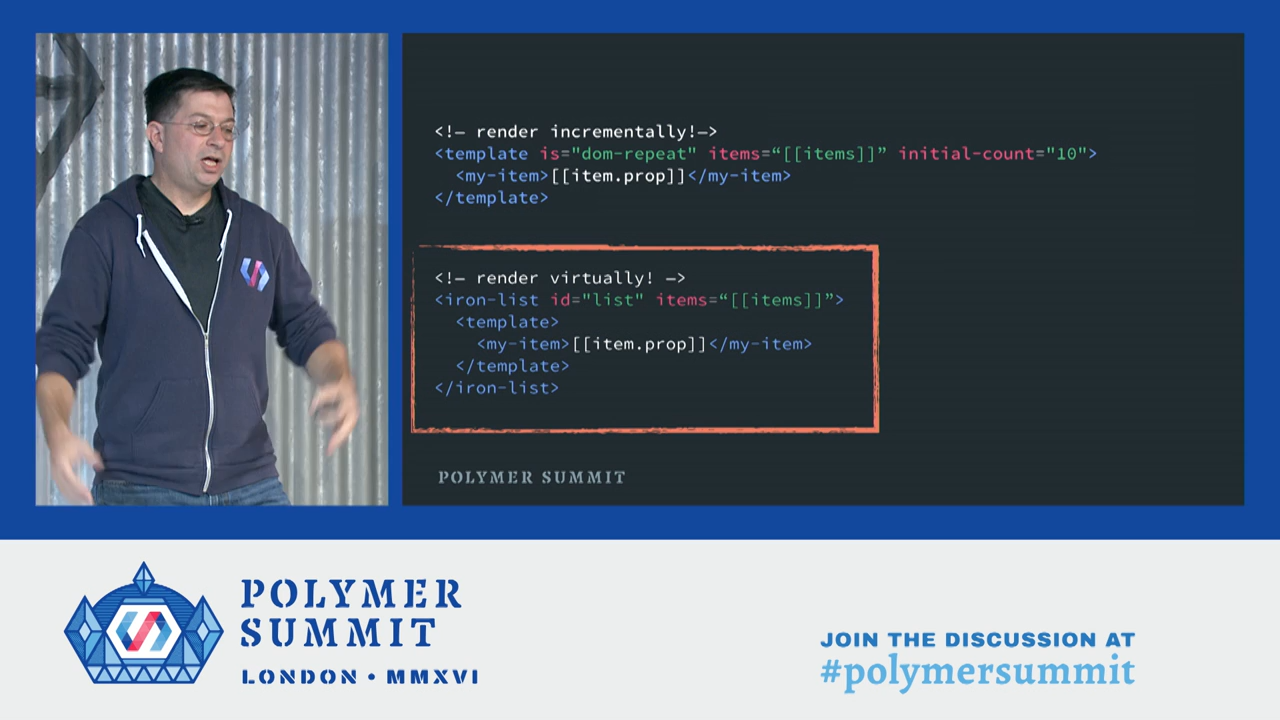 <!– render incrementally!–>
<template is="dom-repeat" items=“[[items]]” initial-count="10">
<my-item>[[item.prop]]</my-item>
</template>
<!– render virtually! –>
<iron-list id="list" items=“[[items]]”>
<template>
<my-item>[[item.prop]]</my-item>
</template>
</iron-list>
POLYMER SUMMIT
POLYMER
SUMMIT
LONDON • MMXVI
JOIN THE DISCUSSION AT
#polymersummit